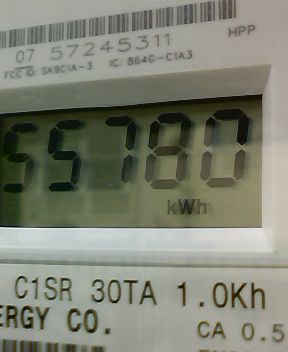 07 57245311
HPP
FCC ID: SK9C1A-3 IC: 864G-C1A3
55780
kWh
C1SR 30TA 1.0Kh
ERGY CO.
CA 0.5